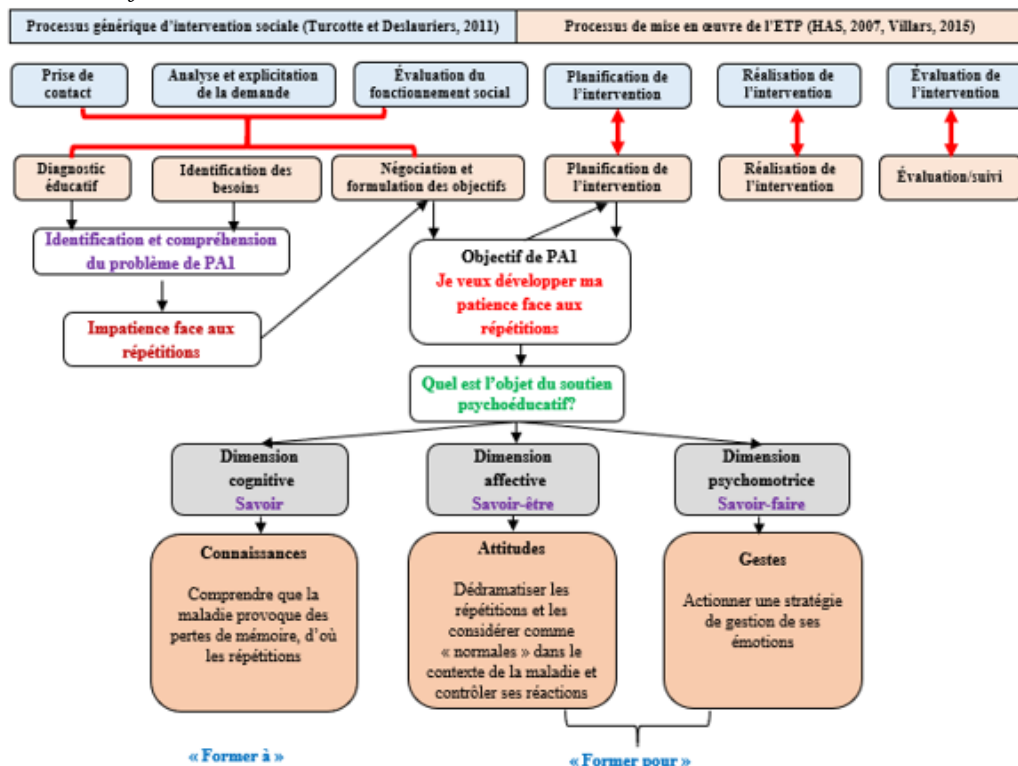 Processus générique d'intervention sociale (Turcotte et Deslauriers, 2011)
Processus de mise en œuvre de l'ETP (HAS, 2007, Villars, 2015)
Prise de
contact
Analyse et explicitation
de la demande
Évaluation du
fonctionnement social
Planification de
l'intervention
Réalisation de
l'intervention
Évaluation de
l'intervention
Diagnostic
éducatif
Identification des
besoins
Négociation et
formulation des objectifs
Planification de
l'intervention
Réalisation de
l'intervention
Évaluation/suivi
Identification et compréhension
du problème de PA1
Impatience face aux
répétitions
Objectif de PA1
Je veux développer ma
patience face aux
répétitions
Quel est l'objet du soutien
psychoéducatif?
Dimension
cognitive
Savoir
Dimension
affective
Savoir-être
Dimension
psychomotrice
Savoir-faire
Connaissances
Comprendre que la
maladie provoque des
pertes de mémoire, d'où
les répétitions
Attitudes
Dédramatiser les
répétitions et les
considérer comme
« normales » dans le
contexte de la maladie et
contrôler ses réactions
Gestes
Actionner une stratégie
de gestion de ses
émotions
« Former à »
« Former pour »